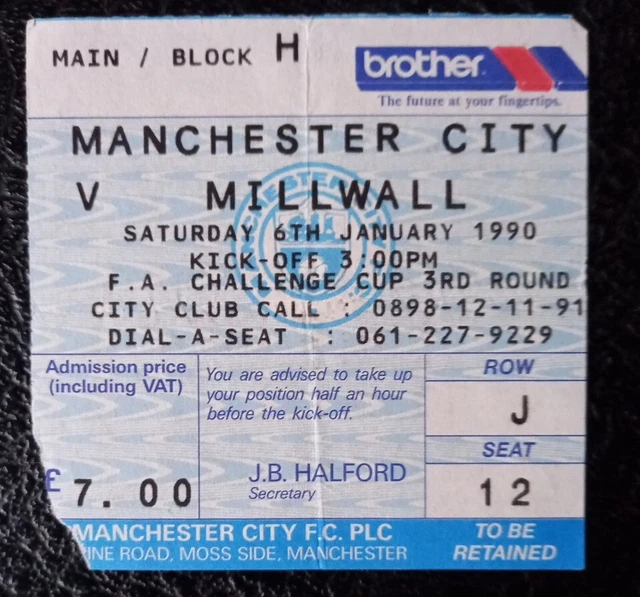 MAIN / BLOCK H
brother
The future at your fingertips.
MANCHESTER CITY
V MILLWALL
SATURDAY 6TH JANUARY 1990
KICK-OFF 3:00PM
F.A. CHALLENGE CUP 3RD ROUND
CITY CLUB CALL : 0898-12-11-91
DIAL-A-SEAT : 061-227-9229
Admission price
(including VAT)
£7.00
You are advised to take up
your position half an hour
before the kick-off.
J.B. HALFORD
Secretary
ROW
J
SEAT
12
MANCHESTER CITY F.C. PLC
INE ROAD, MOSS SIDE, MANCHESTER
TO BE
RETAINED